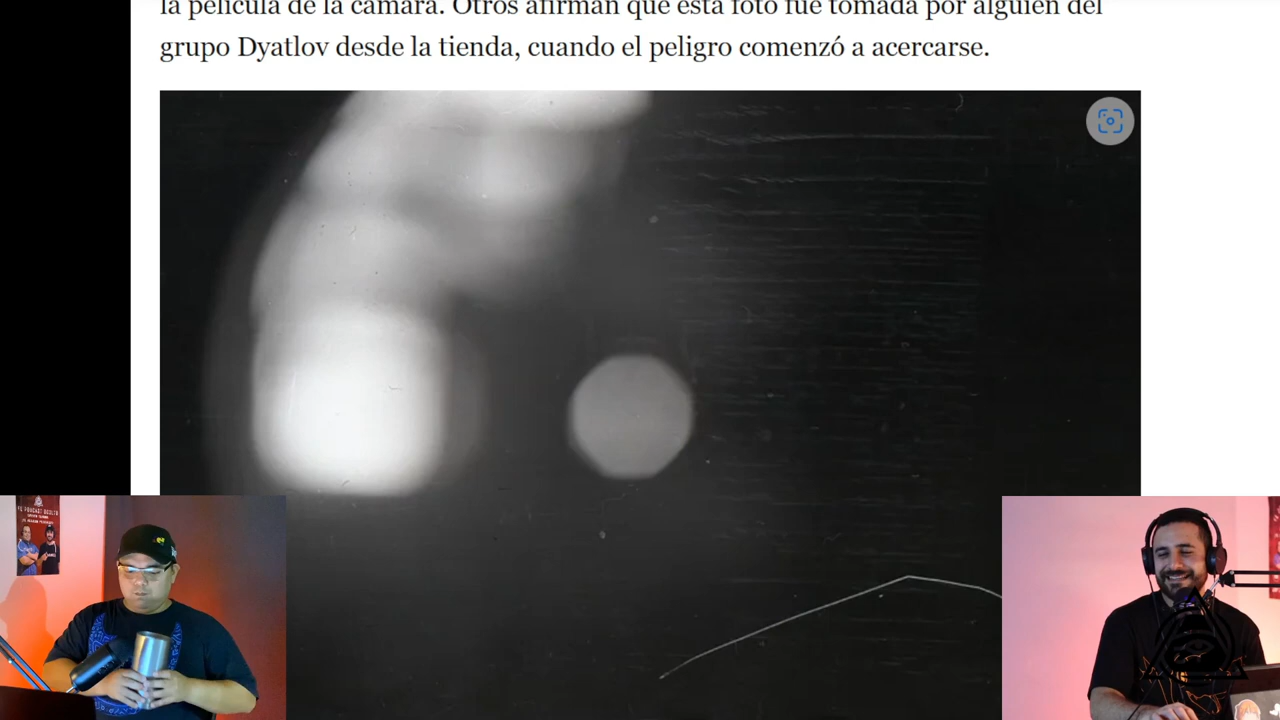 la película de la cámara. Otros afirman que esta foto fue tomada por alguien del
grupo Dyatlov desde la tienda, cuando el peligro comenzó a acercarse.